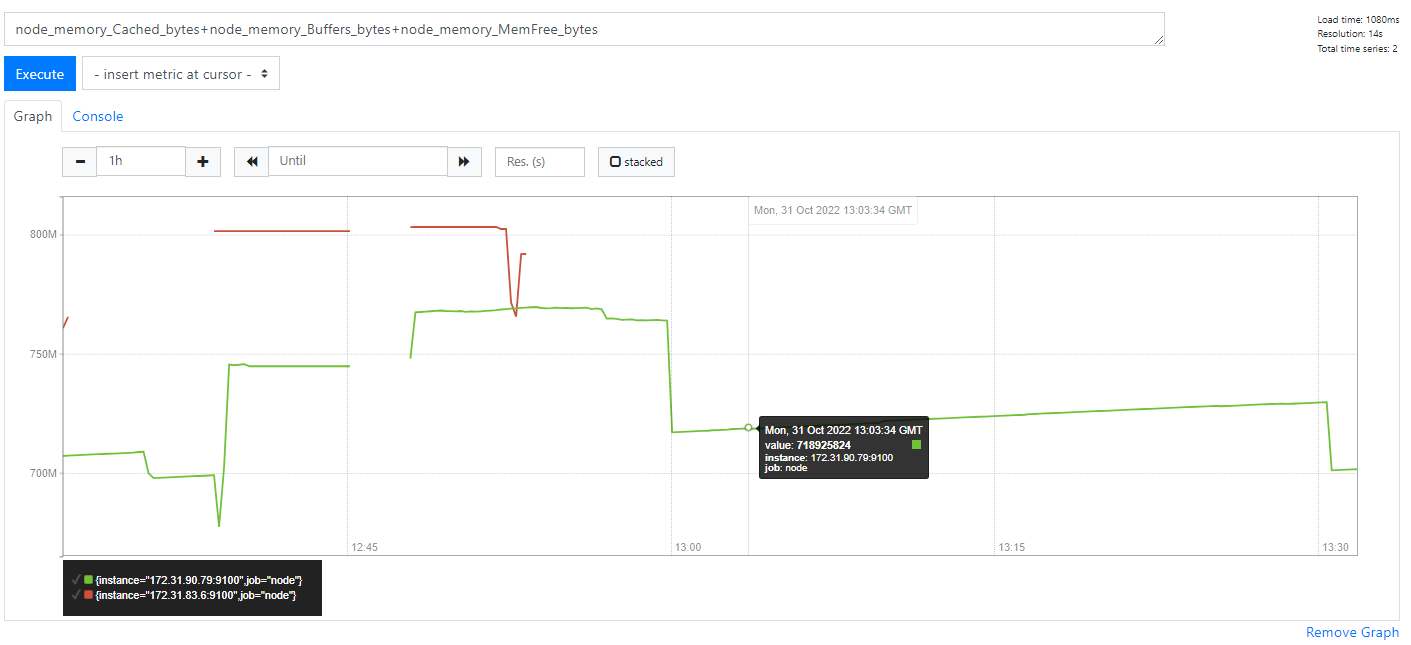 node_memory_Cached_bytes+node_memory_Buffers_bytes+node_memory_MemFree_bytes
Load time: 1080ms
Resolution: 14s
Total time series: 2
Execute
- insert metric at cursor -
Graph
Console
1h
Until
Res. (s)
stacked
Mon, 31 Oct 2022 13:03:34 GMT
800M
750M
700M
Mon, 31 Oct 2022 13:03:34 GMT
value: 718925824
instance: 172.31.90.79:9100
job: node
12:45
13:00
13:15
13:30
✓ {instance="172.31.90.79:9100",job="node"}
✓ {instance="172.31.83.6:9100",job="node"}
Remove Graph